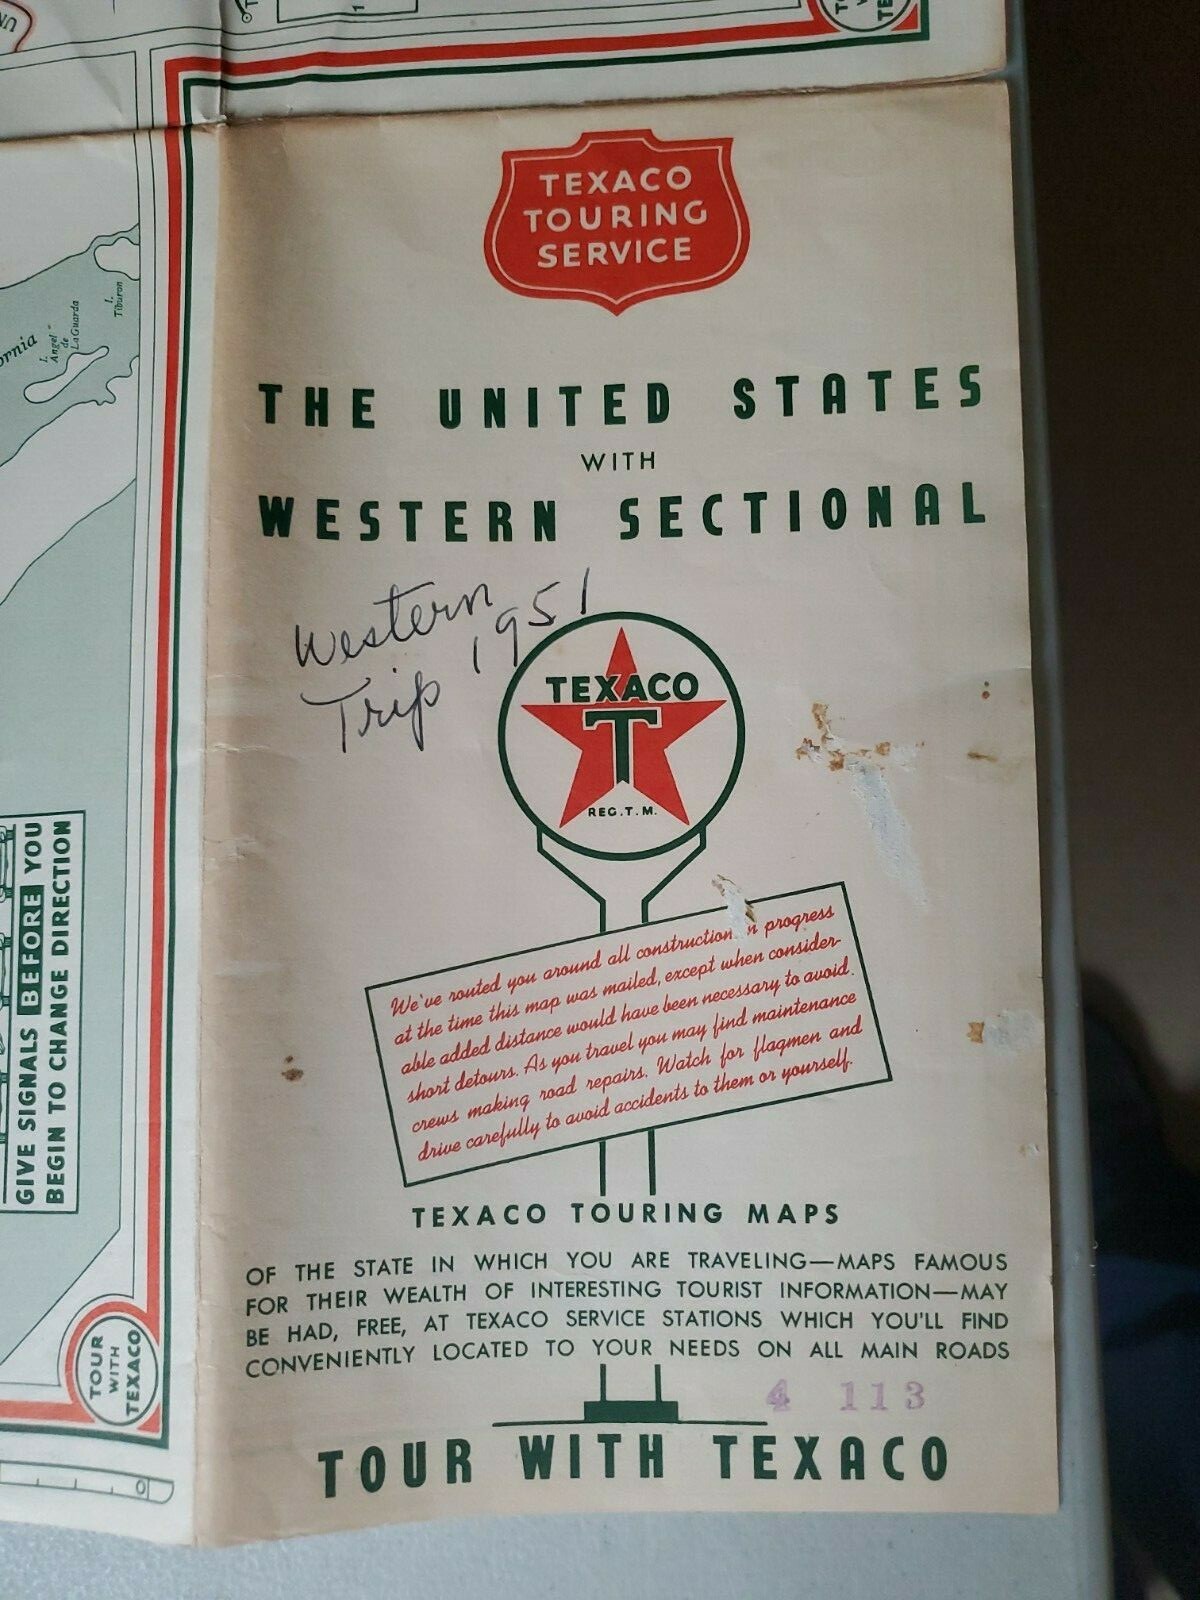 TEXACO
TOURING
SERVICE
THE UNITED STATES
WITH
WESTERN SECTIONAL
Western
Trip 1951
TEXACO
T
REG. T. M.
We've routed you around all construction in progress
at the time this map was mailed, except when consider-
able added distance would have been necessary to avoid
short detours. As you travel you may find maintenance
crews making road repairs. Watch for flagmen and
drive carefully to avoid accidents to them or yourself.
TEXACO TOURING MAPS
OF THE STATE IN WHICH YOU ARE TRAVELING—MAPS FAMOUS
FOR THEIR WEALTH OF INTERESTING TOURIST INFORMATION—MAY
BE HAD, FREE, AT TEXACO SERVICE STATIONS WHICH YOU'LL FIND
CONVENIENTLY LOCATED TO YOUR NEEDS ON ALL MAIN ROADS
4 113
TOUR WITH TEXACO
I.
Tiburon
I.
Angel
de
LaGuarda
ornia
GIVE SIGNALS BEFORE YOU
BEGIN TO CHANGE DIRECTION
TOUR
WITH
TEXACO
UN